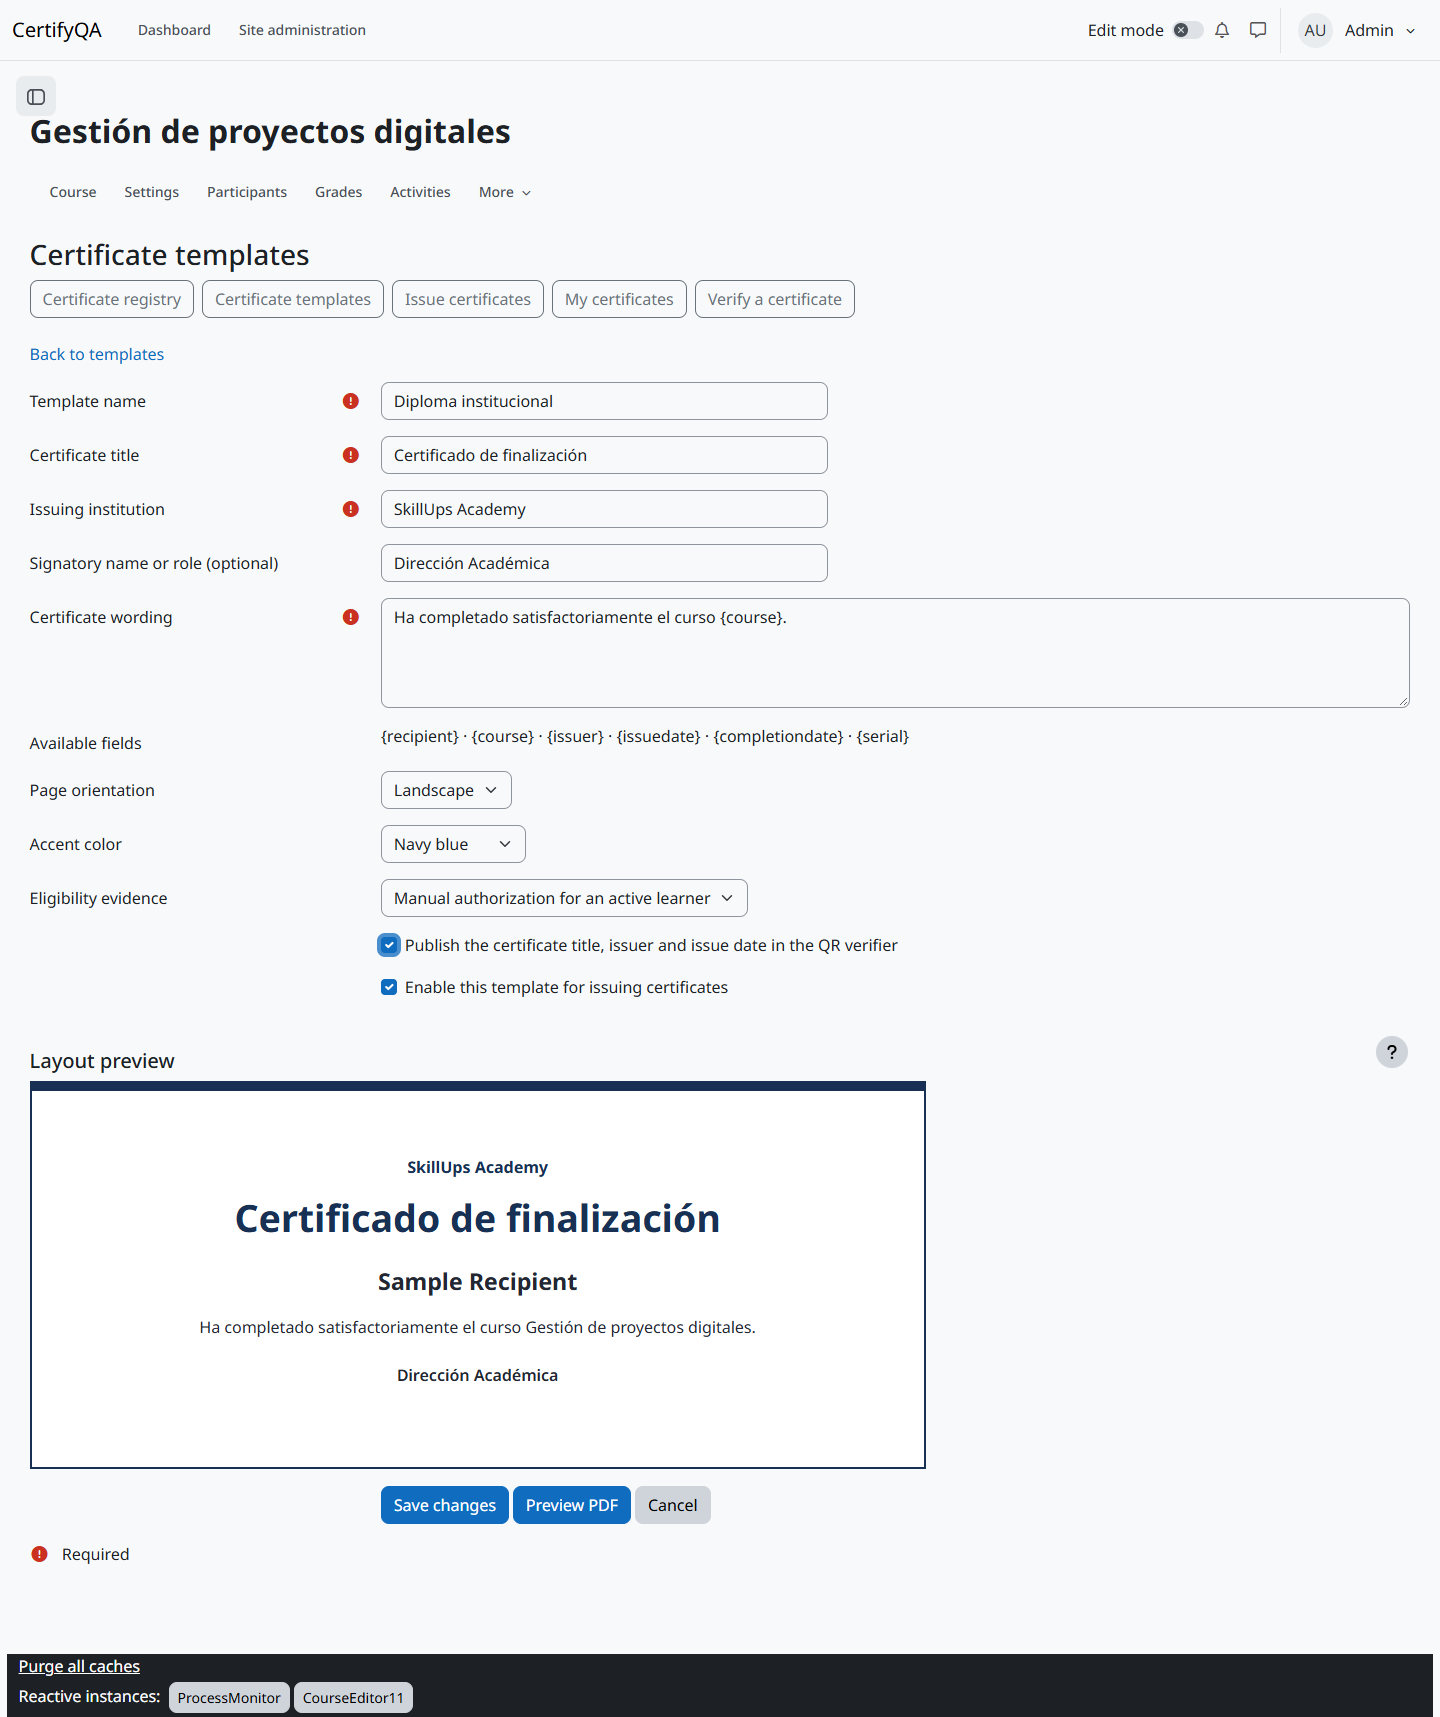 CertifyQA Dashboard Site administration Edit mode AU Admin
Gestión de proyectos digitales
Course Settings Participants Grades Activities More
Certificate templates
Certificate registry Certificate templates Issue certificates My certificates Verify a certificate
Back to templates
Template name Diploma institucional
Certificate title Certificado de finalización
Issuing institution SkillUps Academy
Signatory name or role (optional) Dirección Académica
Certificate wording Ha completado satisfactoriamente el curso {course}.
Available fields {recipient} · {course} · {issuer} · {issuedate} · {completiondate} · {serial}
Page orientation Landscape
Accent color Navy blue
Eligibility evidence Manual authorization for an active learner
Publish the certificate title, issuer and issue date in the QR verifier
Enable this template for issuing certificates
?
Layout preview
SkillUps Academy
Certificado de finalización
Sample Recipient
Ha completado satisfactoriamente el curso Gestión de proyectos digitales.
Dirección Académica
Save changes Preview PDF Cancel
Required
Purge all caches
Reactive instances: ProcessMonitor CourseEditor11